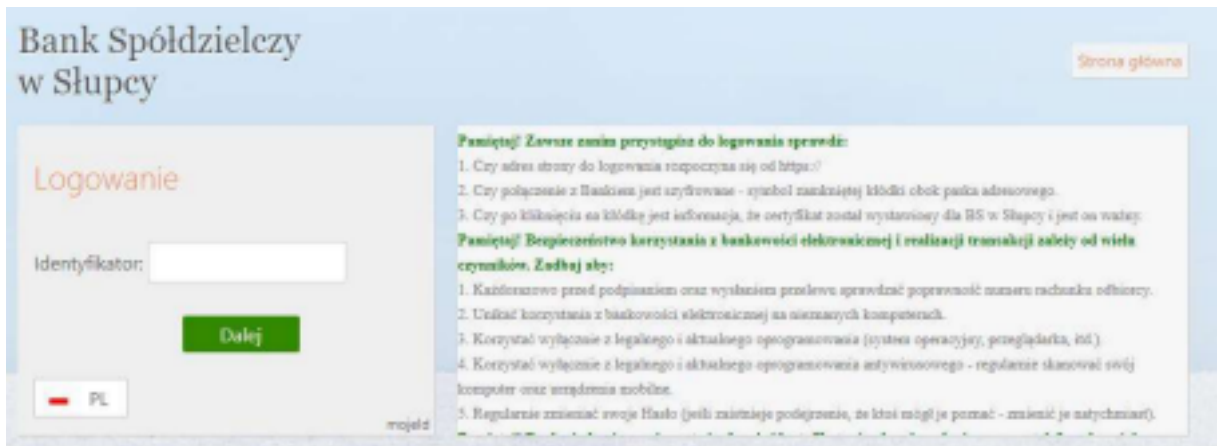 Bank Spółdzielczy
w Słupcy
Strona główna
Logowanie
Identyfikator:
Dalej
PL
mojeId
Pamiętaj! Zawsze zanim przystąpisz do logowania sprawdź:
1. Czy adres strony do logowania rozpoczyna się od https://
2. Czy połączenie z Bankiem jest szyfrowane - symbol zamkniętej kłódki obok paska adresowego.
3. Czy po kliknięciu na kłódkę jest informacja, że certyfikat został wystawiony dla BS w Słupcy i jest on ważny.
Pamiętaj! Bezpieczeństwo korzystania z bankowości elektronicznej i realizacji transakcji zależy od wielu
czynników. Zadbaj aby:
1. Każdorazowo przed podpisaniem oraz wysłaniem przelewu sprawdzać poprawność numeru rachunku odbiorcy.
2. Unikać korzystania z bankowości elektronicznej na nieznanych komputerach.
3. Korzystać wyłącznie z legalnego i aktualnego oprogramowania (system operacyjny, przeglądarka, itd.).
4. Korzystać wyłącznie z legalnego i aktualnego oprogramowania antywirusowego - regularnie skanować swój
komputer oraz urządzenia mobilne.
5. Regularnie zmieniać swoje Hasło (jeśli zaistnieje podejrzenie, że ktoś mógł je poznać - zmienić je natychmiast).